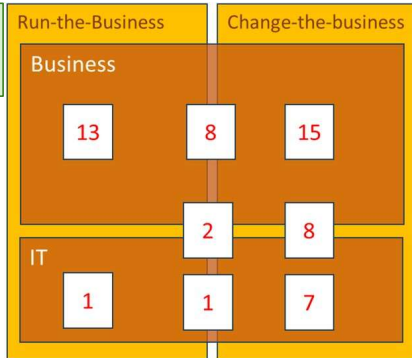 Run-the-Business Change-the-business
Business
13 8 15
2 8
IT
1 1 7